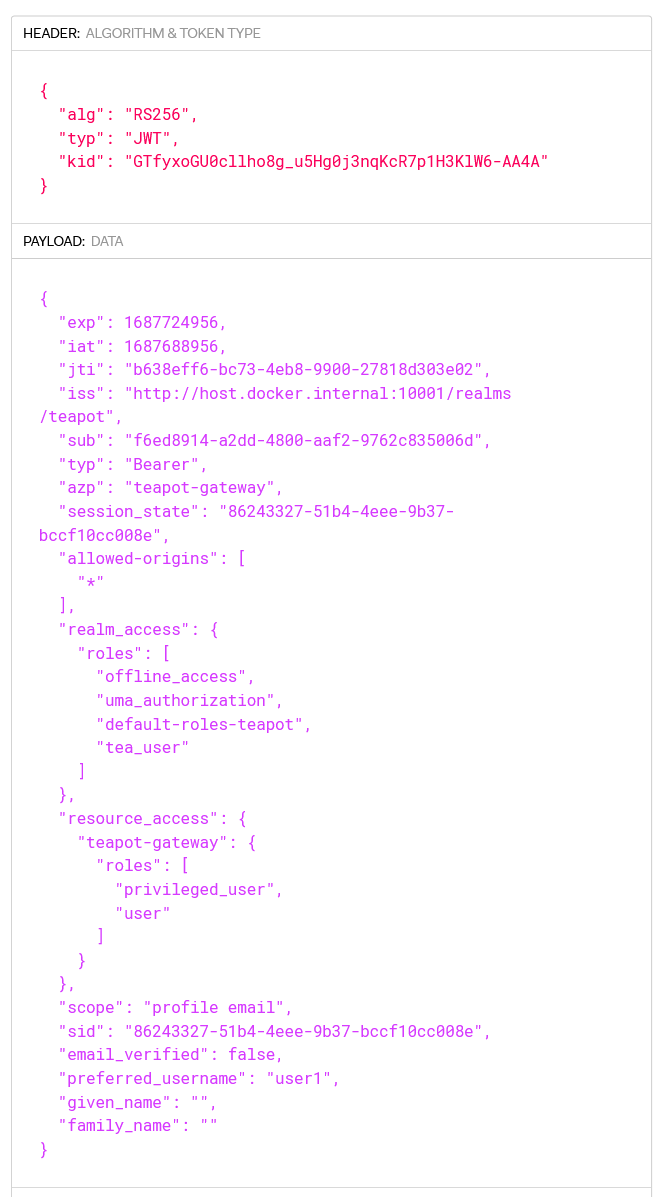 HEADER: ALGORITHM & TOKEN TYPE
{
"alg": "RS256",
"typ": "JWT",
"kid": "GTfyxoGU0cllho8g_u5Hg0j3nqKcR7p1H3KlW6-AA4A"
}
PAYLOAD: DATA
{
"exp": 1687724956,
"iat": 1687688956,
"jti": "b638eff6-bc73-4eb8-9900-27818d303e02",
"iss": "http://host.docker.internal:10001/realms
/teapot",
"sub": "f6ed8914-a2dd-4800-aaf2-9762c835006d",
"typ": "Bearer",
"azp": "teapot-gateway",
"session_state": "86243327-51b4-4eee-9b37-
bccf10cc008e",
"allowed-origins": [
"*"
],
"realm_access": {
"roles": [
"offline_access",
"uma_authorization",
"default-roles-teapot",
"tea_user"
]
},
"resource_access": {
"teapot-gateway": {
"roles": [
"privileged_user",
"user"
]
}
},
"scope": "profile email",
"sid": "86243327-51b4-4eee-9b37-bccf10cc008e",
"email_verified": false,
"preferred_username": "user1",
"given_name": "",
"family_name": ""
}